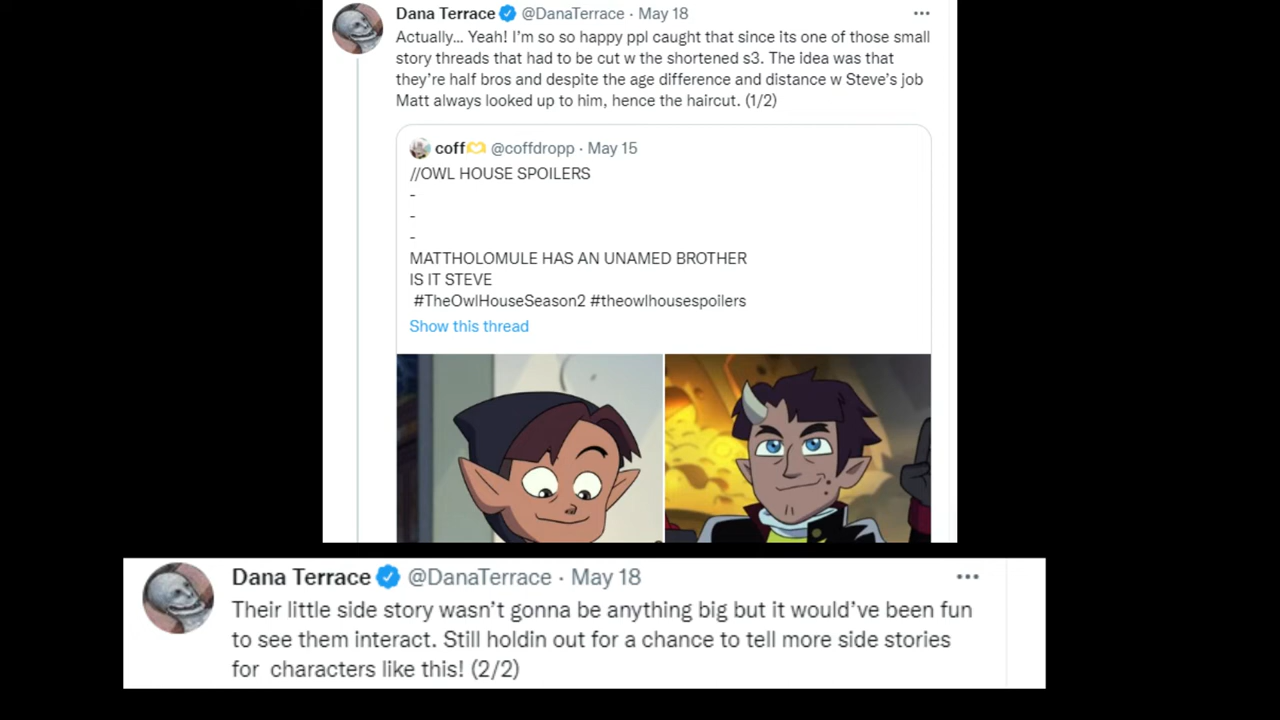 Dana Terrace @DanaTerrace · May 18
Actually... Yeah! I'm so so happy ppl caught that since its one of those small
story threads that had to be cut w the shortened s3. The idea was that
they're half bros and despite the age difference and distance w Steve's job
Matt always looked up to him, hence the haircut. (1/2)
coff🫶 @coffdropp · May 15
//OWL HOUSE SPOILERS
-
-
-
MATTHOLOMULE HAS AN UNAMED BROTHER
IS IT STEVE
#TheOwlHouseSeason2 #theowlhousespoilers
Show this thread
Dana Terrace @DanaTerrace · May 18
Their little side story wasn't gonna be anything big but it would've been fun
to see them interact. Still holdin out for a chance to tell more side stories
for  characters like this! (2/2)